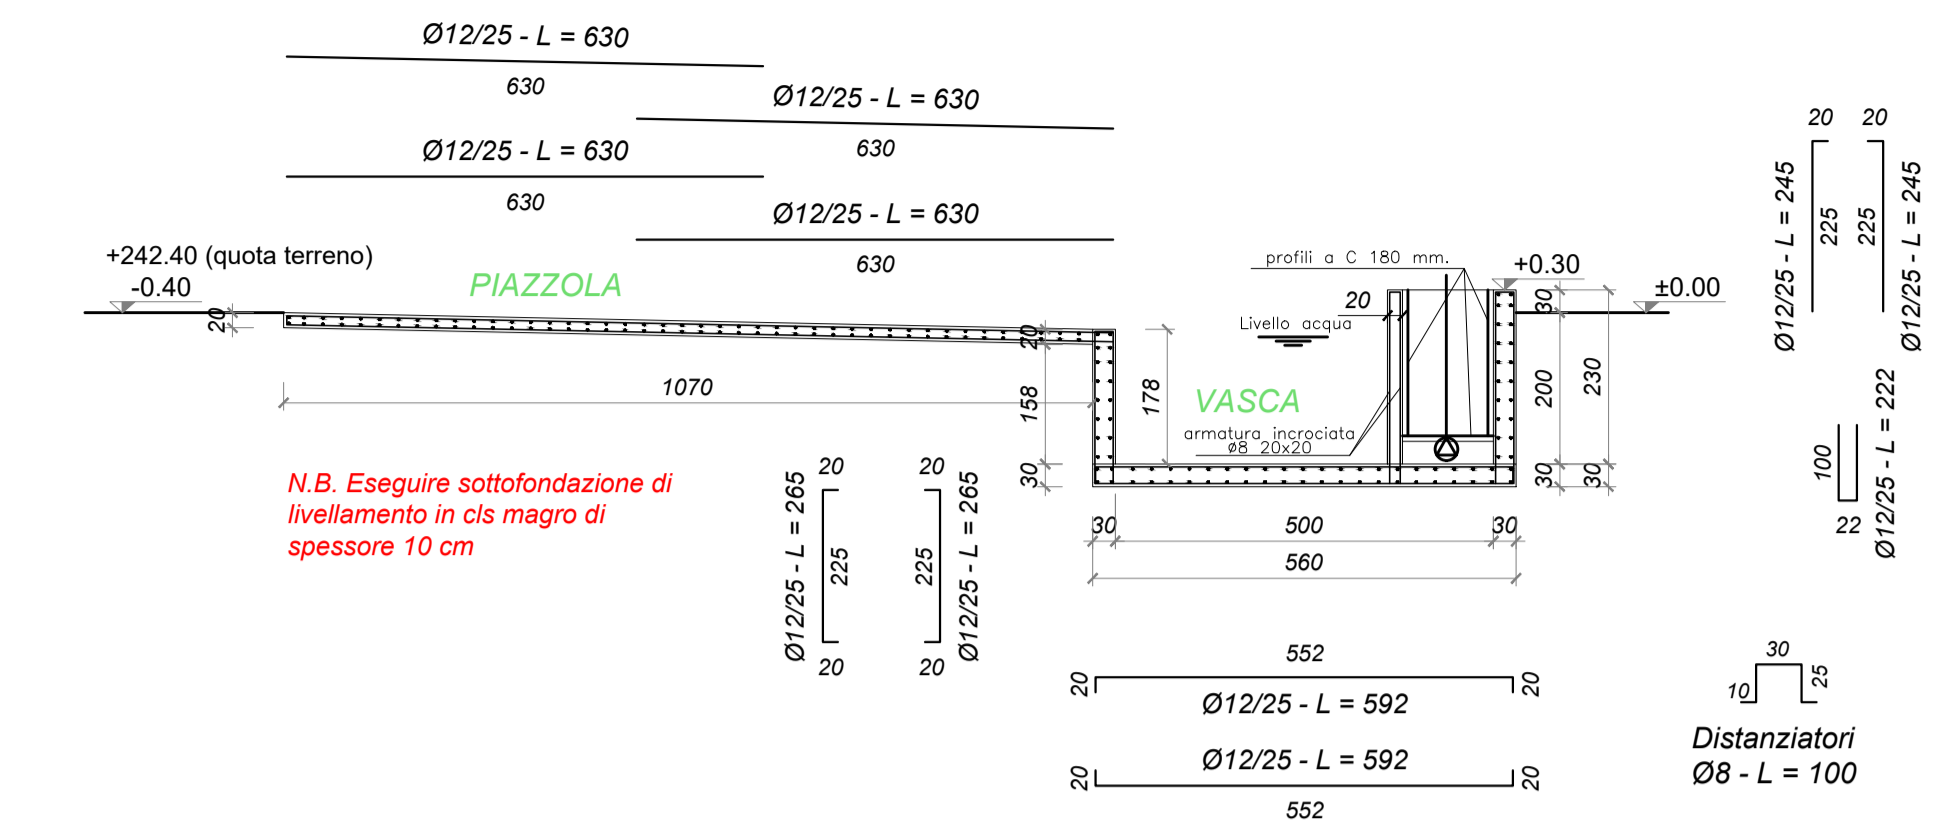 Ø12/25 - L = 630
630
Ø12/25 - L = 630
630
Ø12/25 - L = 630
630
Ø12/25 - L = 630
630
+242.40 (quota terreno)
-0.40
PIAZZOLA
20
1070
N.B. Eseguire sottofondazione di
livellamento in cls magro di
spessore 10 cm
profili a C 180 mm.
+0.30
±0.00
20
Livello acqua
VASCA
armatura incrociata
Ø8 20x20
20
158
30
178
30
200
30
230
30
30
500
30
560
20
20
Ø12/25 - L = 265
225
225
Ø12/25 - L = 265
20
20
552
20
20
Ø12/25 - L = 592
Ø12/25 - L = 592
20
20
552
20
20
Ø12/25 - L = 245
225
225
Ø12/25 - L = 245
100
22
Ø12/25 - L = 222
30
10
25
Distanziatori
Ø8 - L = 100